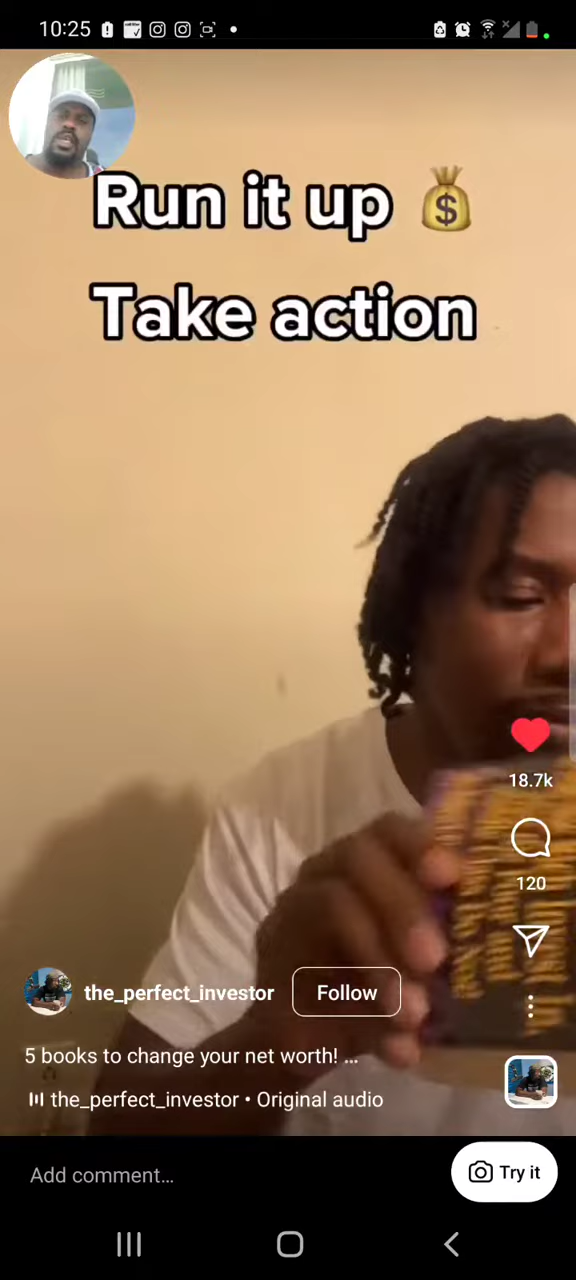 10:25
Run it up
Take action
18.7k
120
the_perfect_investor
Follow
5 books to change your net worth! ...
the_perfect_investor • Original audio
Add comment...
Try it